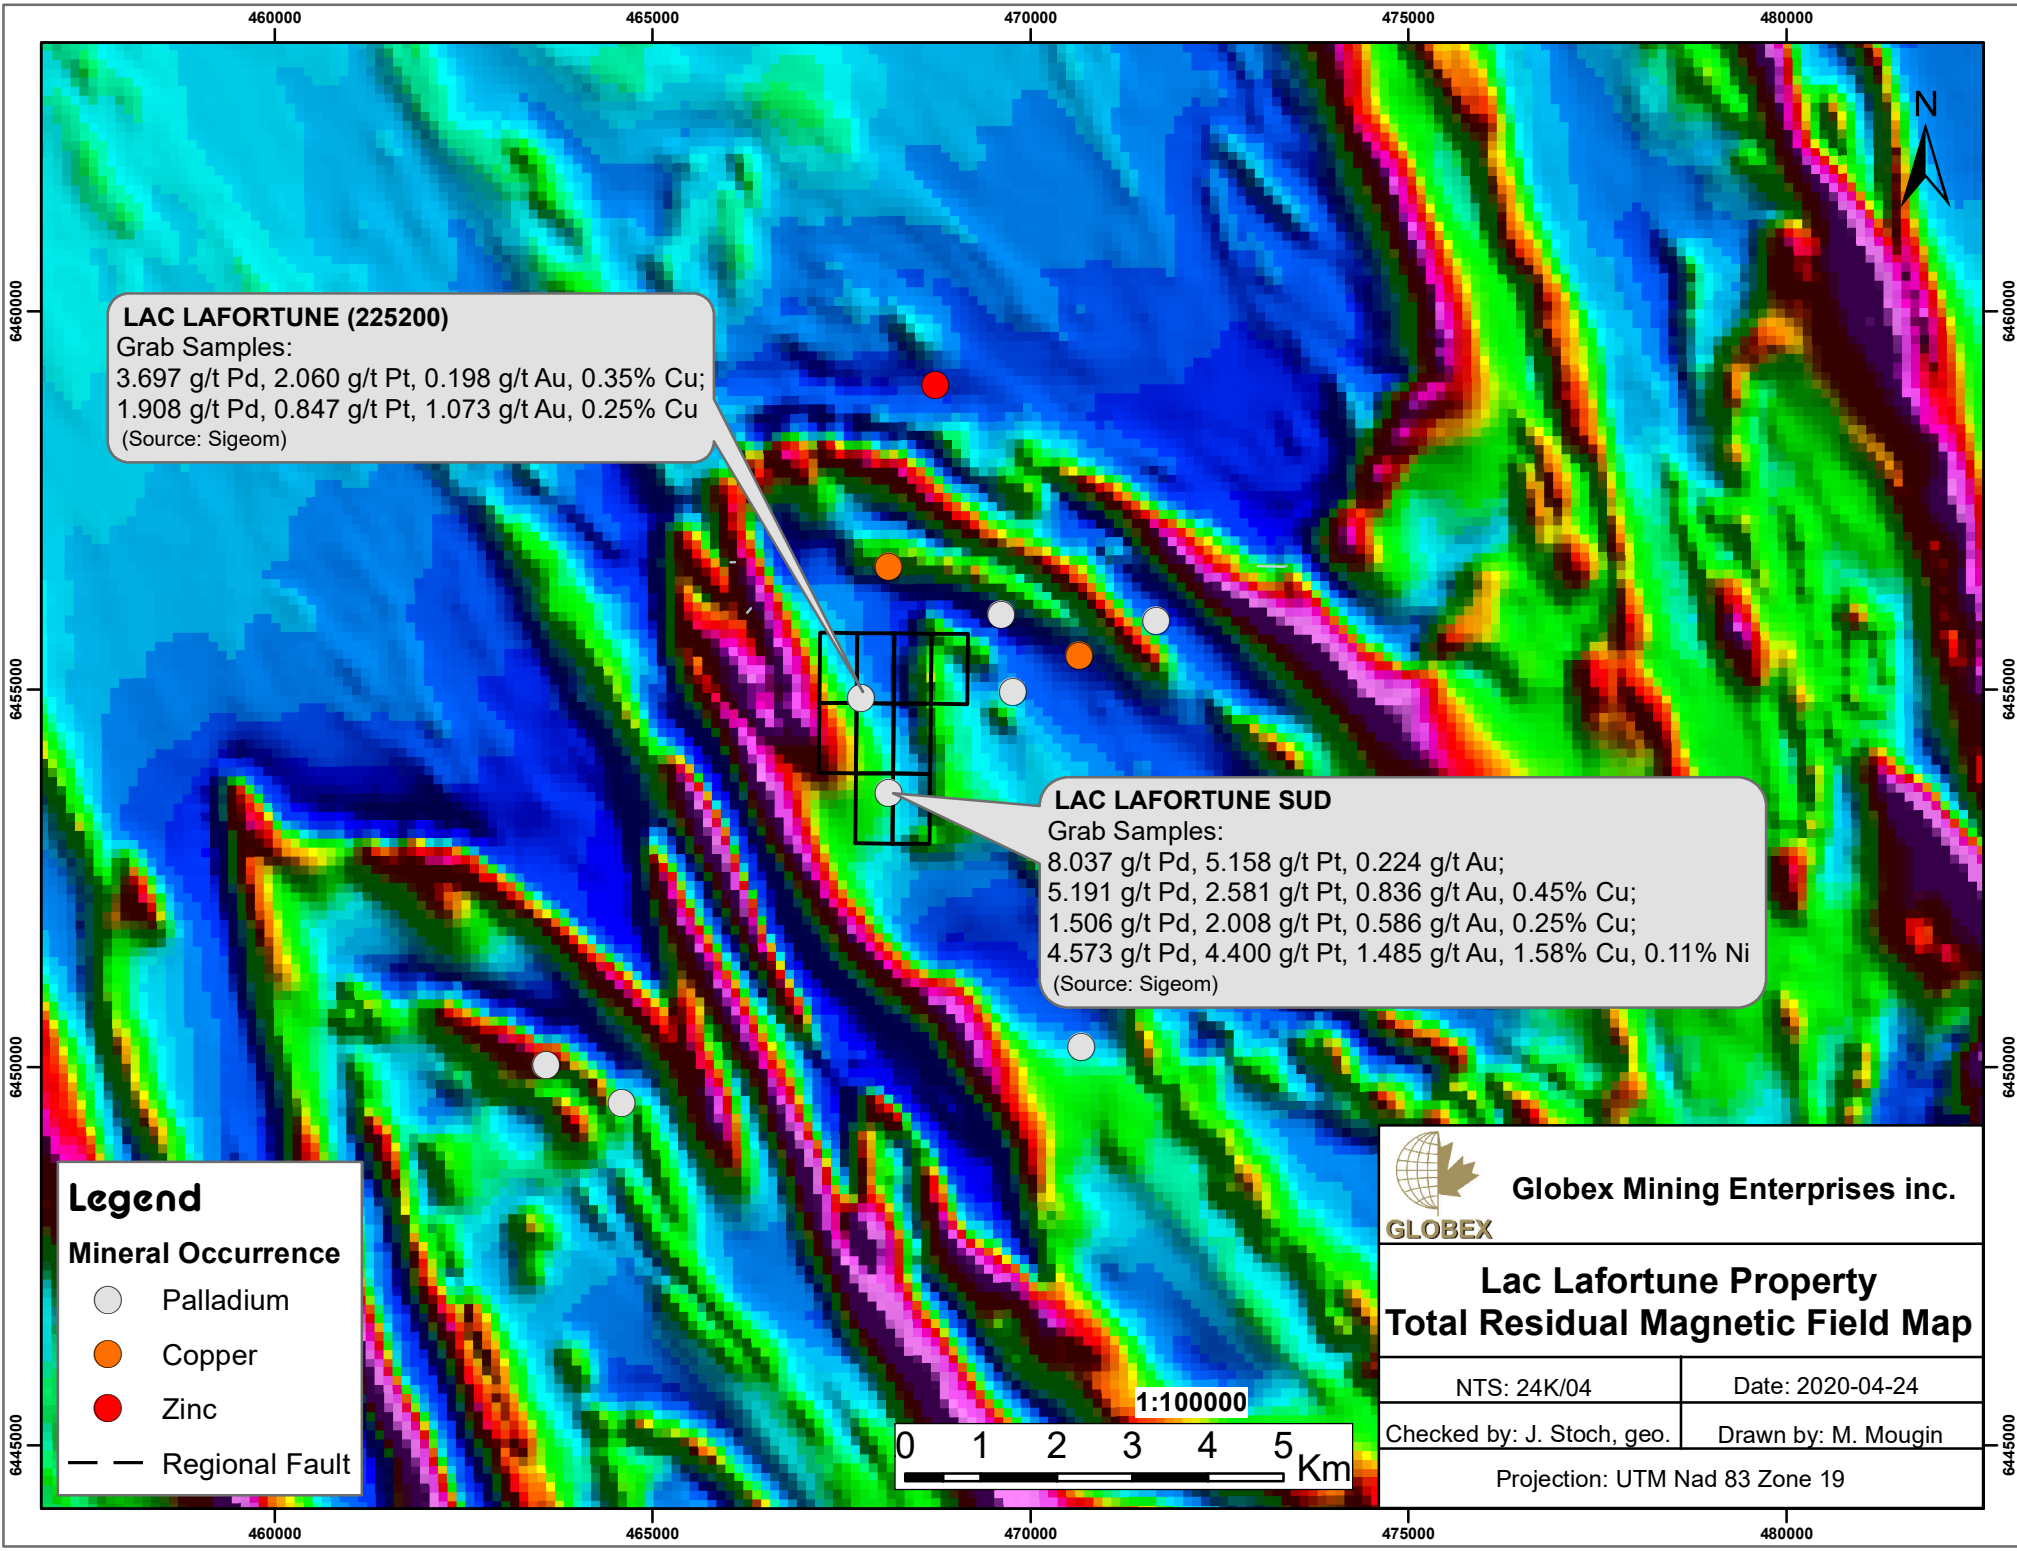 460000
465000
470000
475000
480000
N
6460000
6460000
LAC LAFORTUNE (225200)
Grab Samples:
3.697 g/t Pd, 2.060 g/t Pt, 0.198 g/t Au, 0.35% Cu;
1.908 g/t Pd, 0.847 g/t Pt, 1.073 g/t Au, 0.25% Cu
(Source: Sigeom)
6455000
6455000
LAC LAFORTUNE SUD
Grab Samples:
8.037 g/t Pd, 5.158 g/t Pt, 0.224 g/t Au;
5.191 g/t Pd, 2.581 g/t Pt, 0.836 g/t Au, 0.45% Cu;
1.506 g/t Pd, 2.008 g/t Pt, 0.586 g/t Au, 0.25% Cu;
4.573 g/t Pd, 4.400 g/t Pt, 1.485 g/t Au, 1.58% Cu, 0.11% Ni
(Source: Sigeom)
6450000
6450000
Legend
Mineral Occurrence
Palladium
Copper
Zinc
Regional Fault
1:100000
0 1 2 3 4 5 Km
GLOBEX
Globex Mining Enterprises inc.
Lac Lafortune Property
Total Residual Magnetic Field Map
NTS: 24K/04
Date: 2020-04-24
Checked by: J. Stoch, geo.
Drawn by: M. Mougin
Projection: UTM Nad 83 Zone 19
6445000
6445000
460000
465000
470000
475000
480000